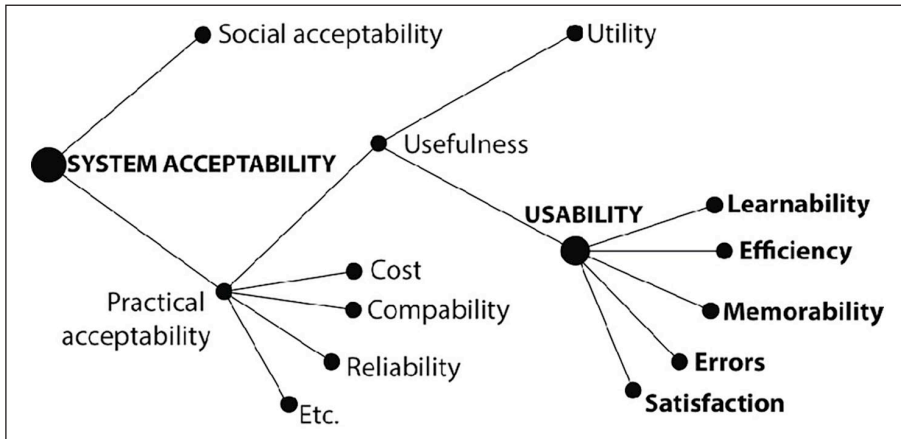 Social acceptability
Utility
SYSTEM ACCEPTABILITY
Usefulness
USABILITY
Learnability
Efficiency
Memorability
Errors
Satisfaction
Practical
acceptability
Cost
Compability
Reliability
Etc.